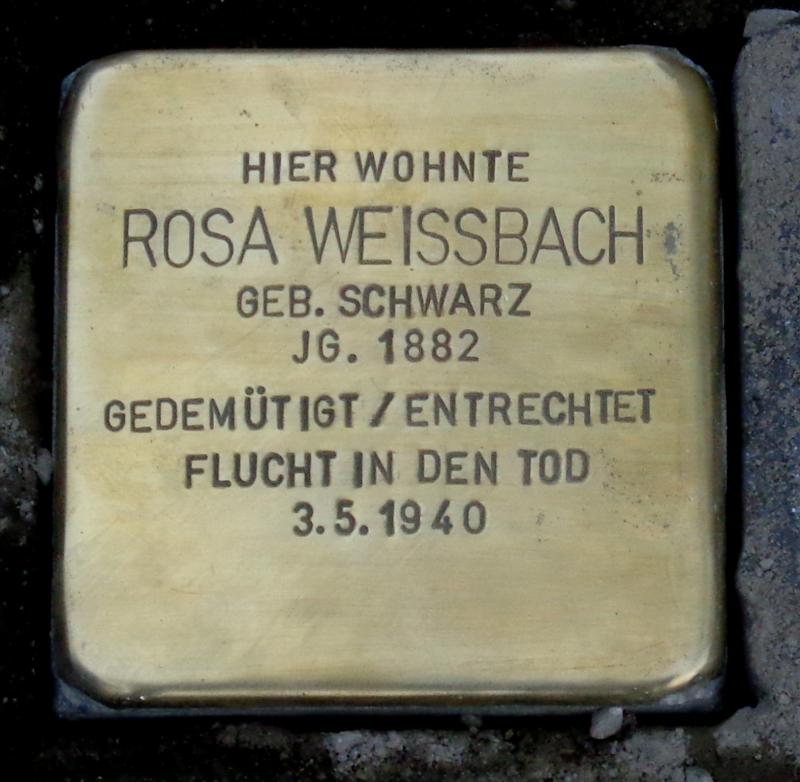 HIER WOHNTE
ROSA WEISSBACH
GEB. SCHWARZ
JG. 1882
GEDEMÜTIGT / ENTRECHTET
FLUCHT IN DEN TOD
3.5.1940